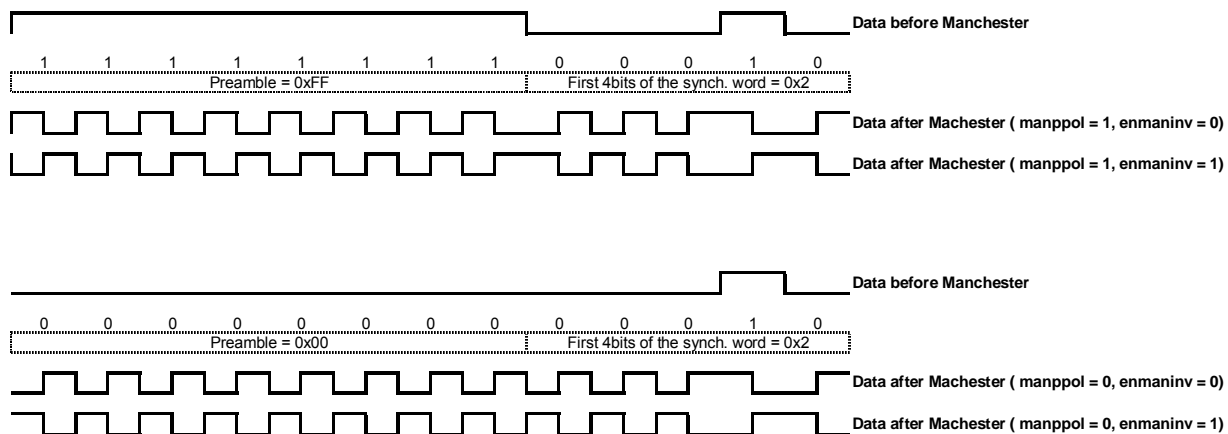 Data before Manchester
1 1 1 1 1 1 1 1 0 0 0 1 0
Preamble = 0xFF First 4bits of the synch. word = 0x2
Data after Machester ( manppol = 1, enmaninv = 0)
Data after Machester ( manppol = 1, enmaninv = 1)
Data before Manchester
0 0 0 0 0 0 0 0 0 0 0 1 0
Preamble = 0x00 First 4bits of the synch. word = 0x2
Data after Machester ( manppol = 0, enmaninv = 0)
Data after Machester ( manppol = 0, enmaninv = 1)